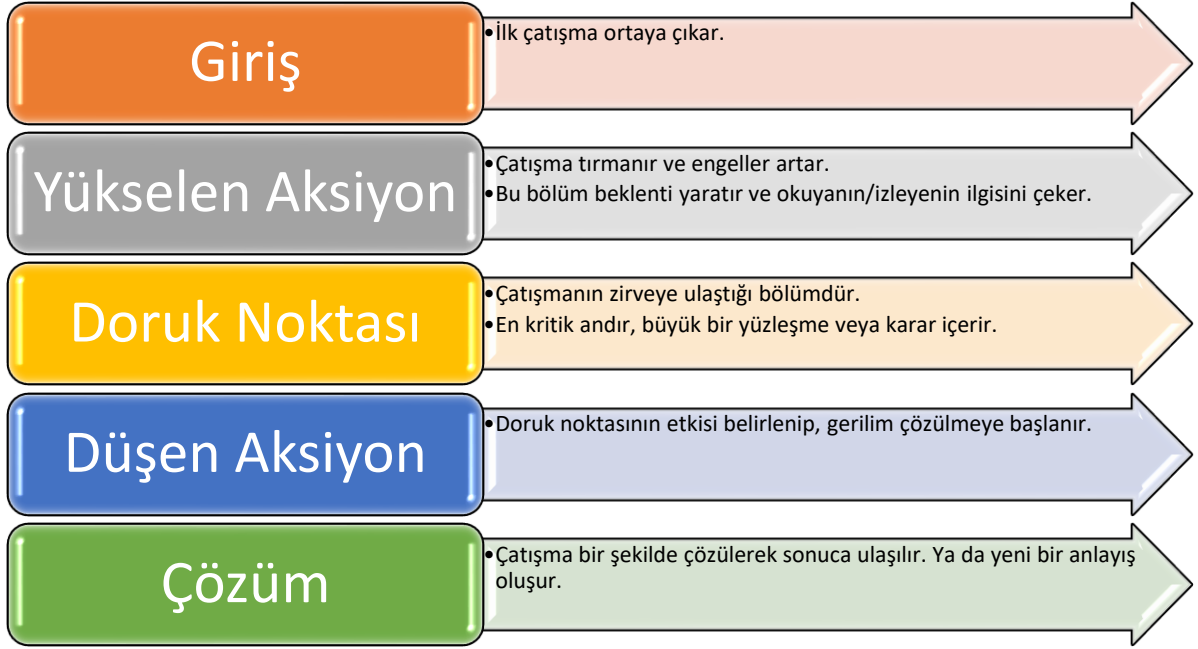 Giriş
•İlk çatışma ortaya çıkar.
Yükselen Aksiyon
•Çatışma tırmanır ve engeller artar.
•Bu bölüm beklenti yaratır ve okuyanın/izleyenin ilgisini çeker.
Doruk Noktası
•Çatışmanın zirveye ulaştığı bölümdür.
•En kritik andır, büyük bir yüzleşme veya karar içerir.
Düşen Aksiyon
•Doruk noktasının etkisi belirlenip, gerilim çözülmeye başlanır.
Çözüm
•Çatışma bir şekilde çözülerek sonuca ulaşılır. Ya da yeni bir anlayış
oluşur.